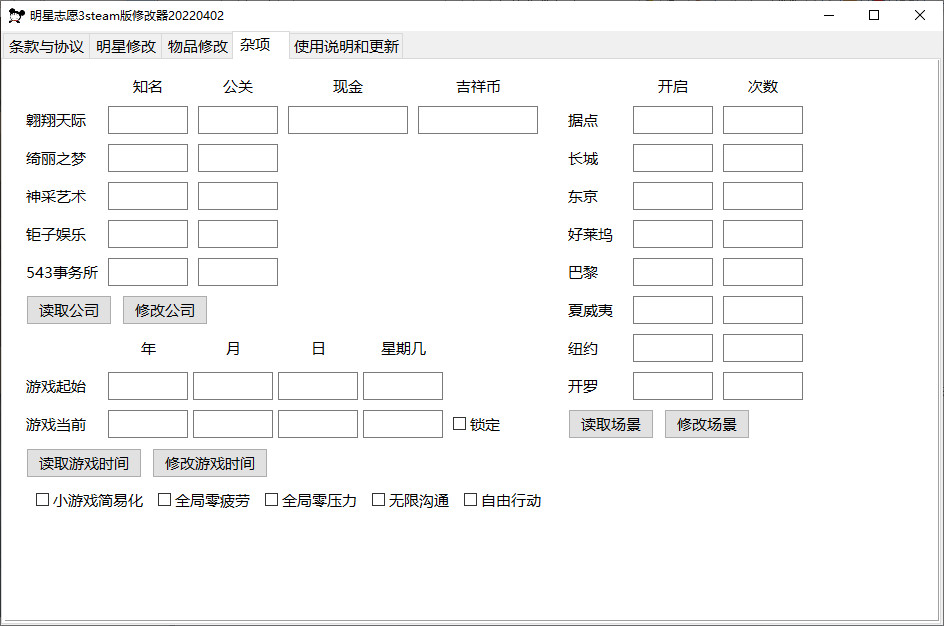 明星志愿3steam版修改器20220402
条款与协议 明星修改 物品修改 杂项 使用说明和更新
知名 公关 现金 吉祥币 开启 次数
翱翔天际 据点
绮丽之梦 长城
神采艺术 东京
钜子娱乐 好莱坞
543事务所 巴黎
读取公司 修改公司 夏威夷
年 月 日 星期几 纽约
游戏起始 开罗
游戏当前 锁定 读取场景 修改场景
读取游戏时间 修改游戏时间
小游戏简易化 全局零疲劳 全局零压力 无限沟通 自由行动